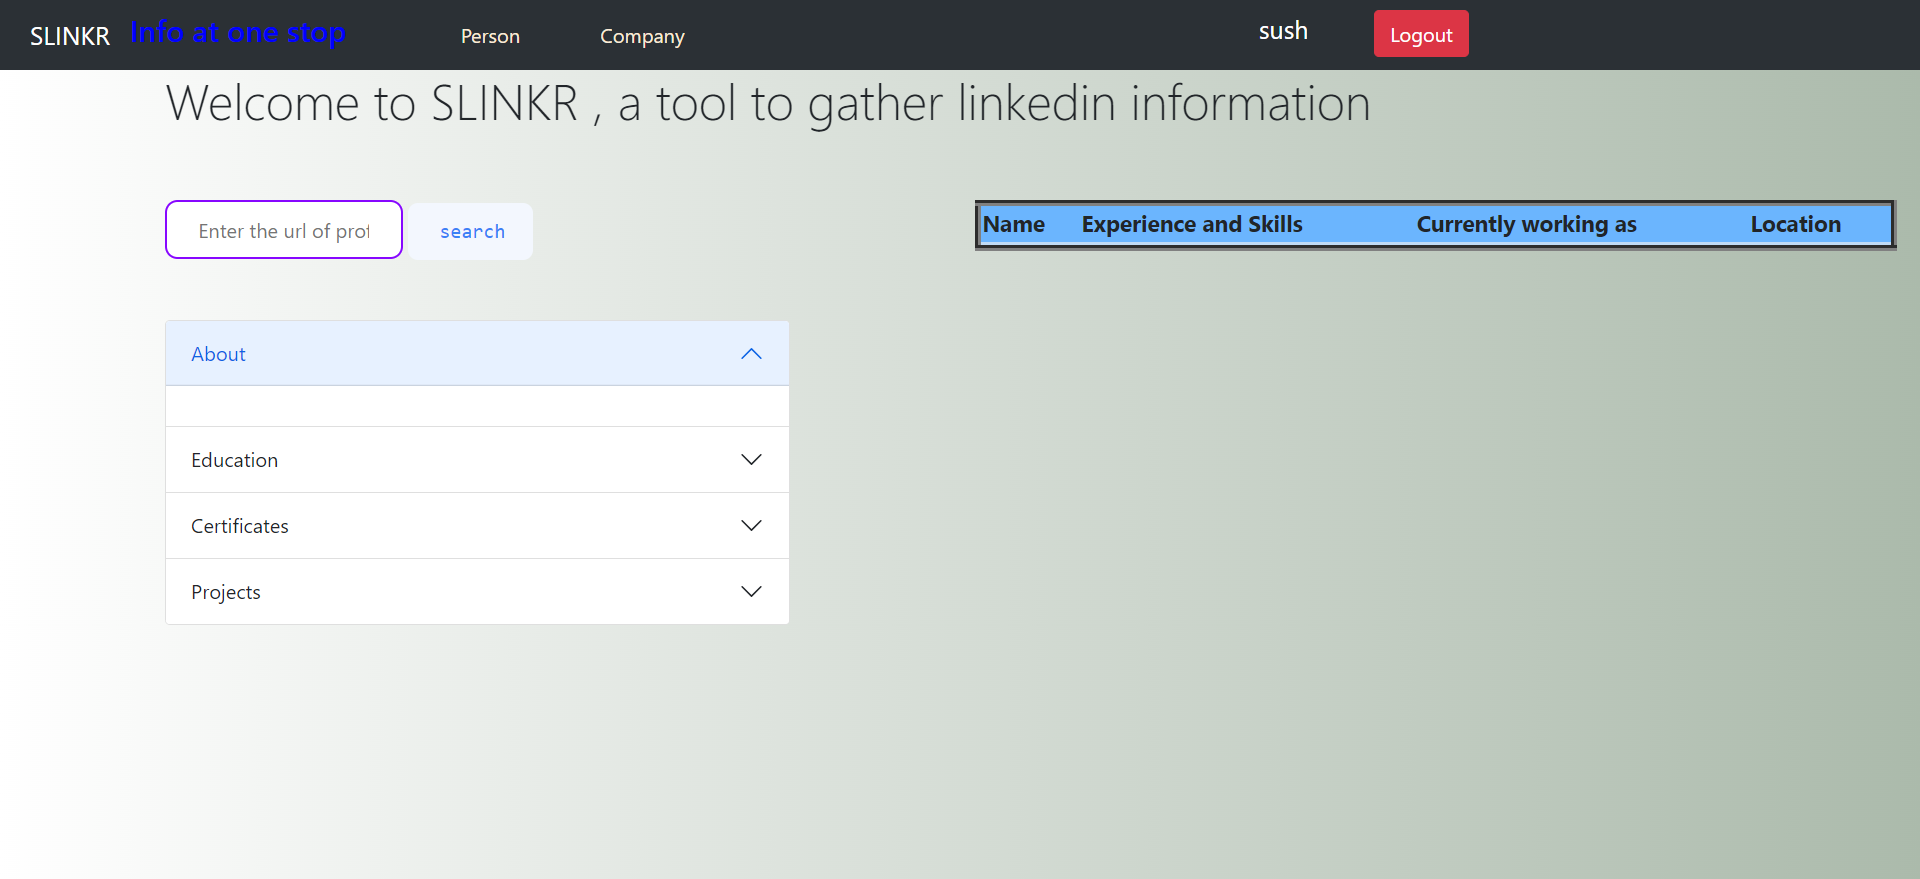 SLINKR Info at one stop Person Company sush Logout
Welcome to SLINKR , a tool to gather linkedin information
Enter the url of prof search
Name Experience and Skills Currently working as Location
About
Education
Certificates
Projects